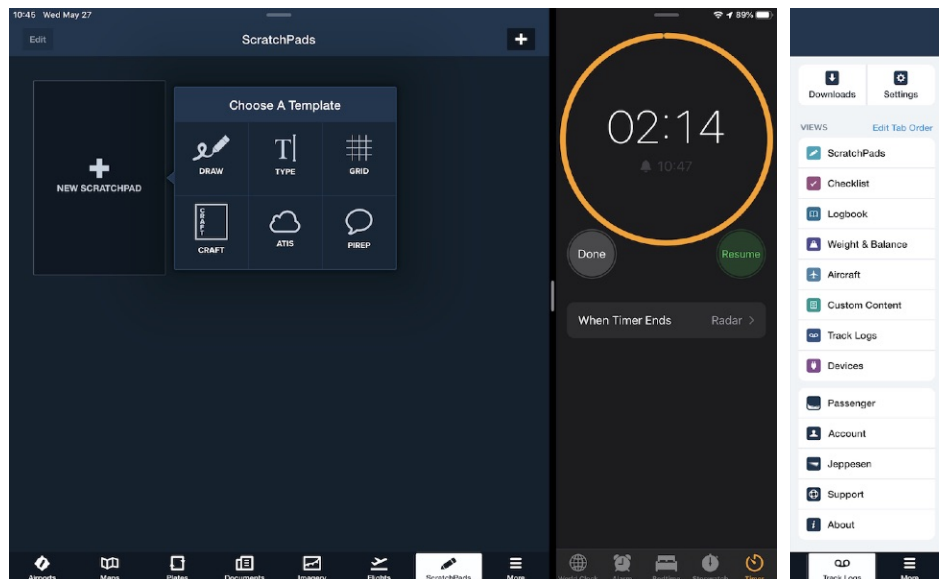 10:45 Wed May 27
89%
Edit
ScratchPads
Choose A Template
NEW SCRATCHPAD
DRAW
TYPE
GRID
CRAFT
CRAFT
ATIS
PIREP
Airports
Maps
Plates
Documents
Imagery
Flights
ScratchPads
More
02:14
10:47
Done
Resume
When Timer Ends
Radar
World Clock
Alarm
Bedtime
Stopwatch
Timer
Downloads
Settings
VIEWS
Edit Tab Order
ScratchPads
Checklist
Logbook
Weight & Balance
Aircraft
Custom Content
Track Logs
Devices
Passenger
Account
Jeppesen
Support
About
Track Logs
More